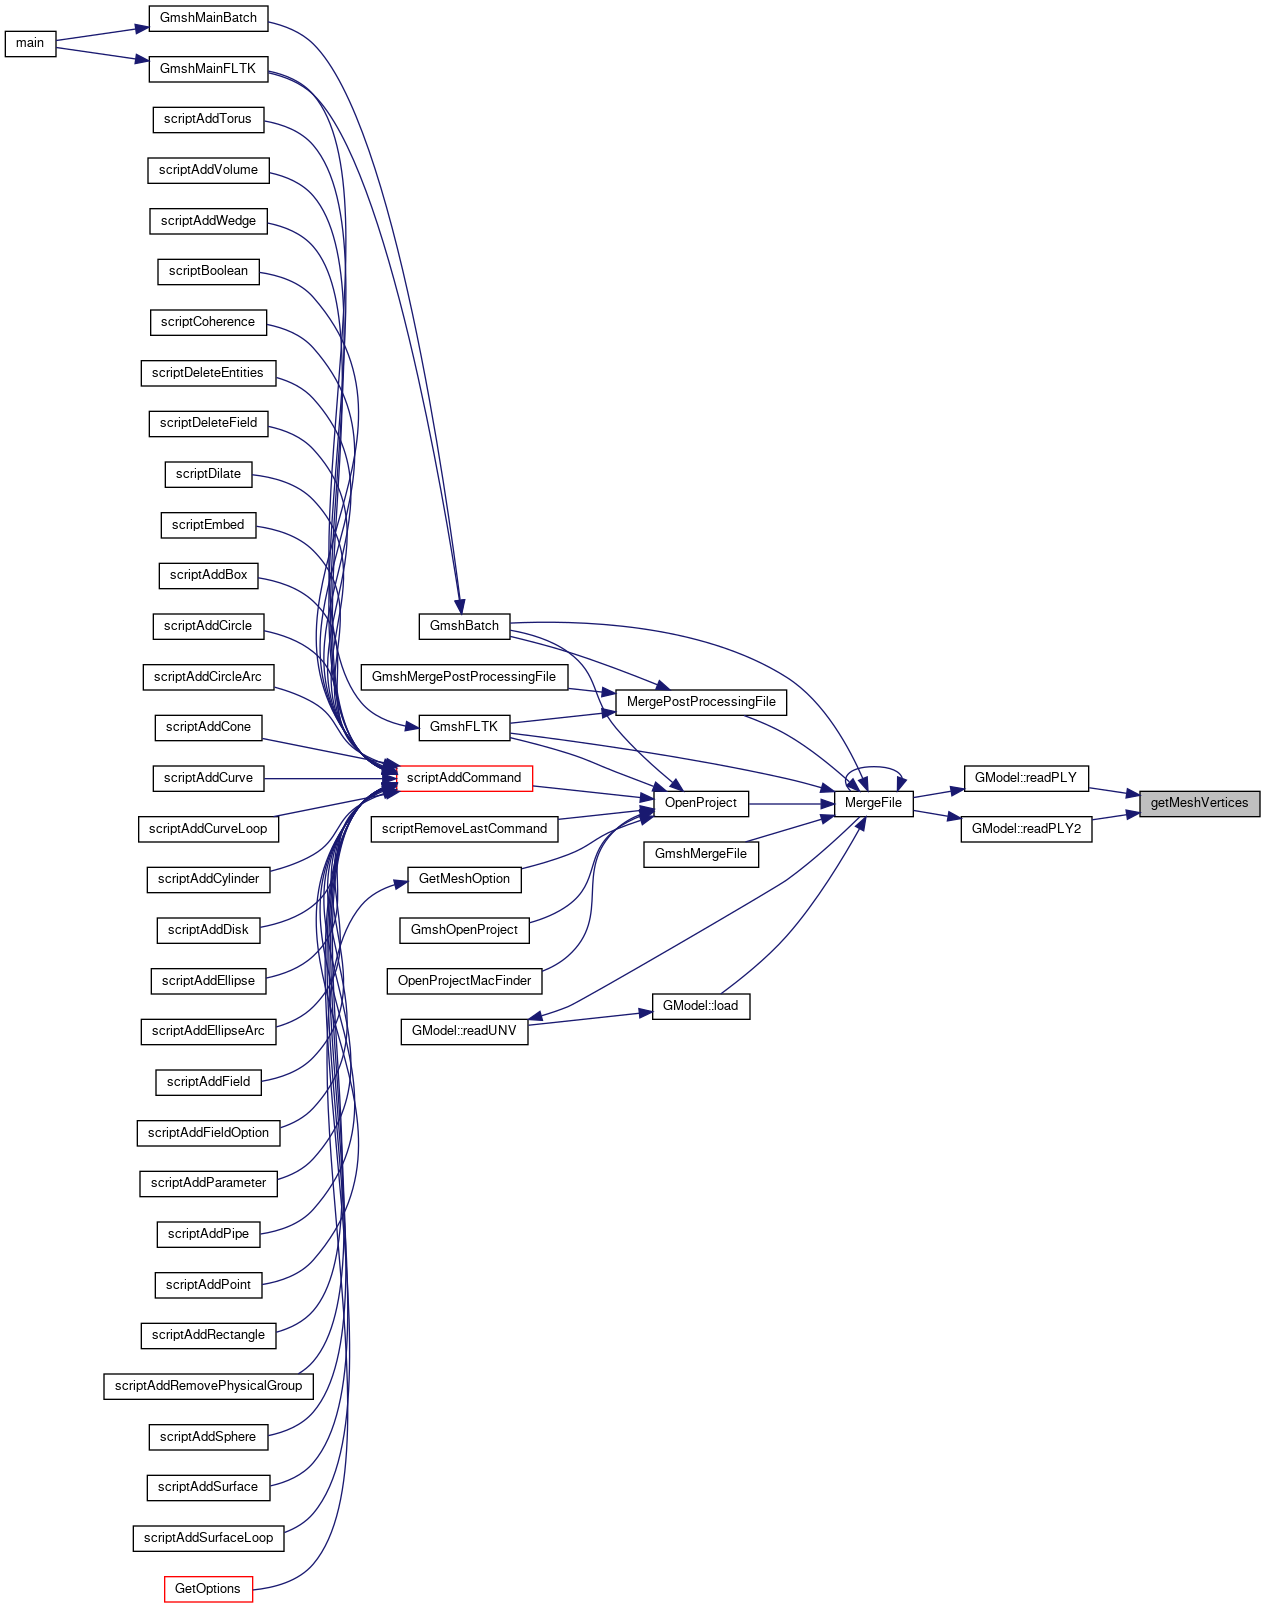 GmshMainBatch
main
GmshMainFLTK
scriptAddTorus
scriptAddVolume
scriptAddWedge
scriptBoolean
scriptCoherence
scriptDeleteEntities
scriptDeleteField
scriptDilate
scriptEmbed
scriptAddBox
scriptAddCircle
GmshBatch
scriptAddCircleArc
GmshMergePostProcessingFile
MergePostProcessingFile
scriptAddCone
GmshFLTK
scriptAddCurve
scriptAddCommand
GModel::readPLY
OpenProject
MergeFile
getMeshVertices
scriptAddCurveLoop
scriptRemoveLastCommand
GModel::readPLY2
GmshMergeFile
scriptAddCylinder
GetMeshOption
scriptAddDisk
GmshOpenProject
scriptAddEllipse
OpenProjectMacFinder
GModel::load
scriptAddEllipseArc
GModel::readUNV
scriptAddField
scriptAddFieldOption
scriptAddParameter
scriptAddPipe
scriptAddPoint
scriptAddRectangle
scriptAddRemovePhysicalGroup
scriptAddSphere
scriptAddSurface
scriptAddSurfaceLoop
GetOptions